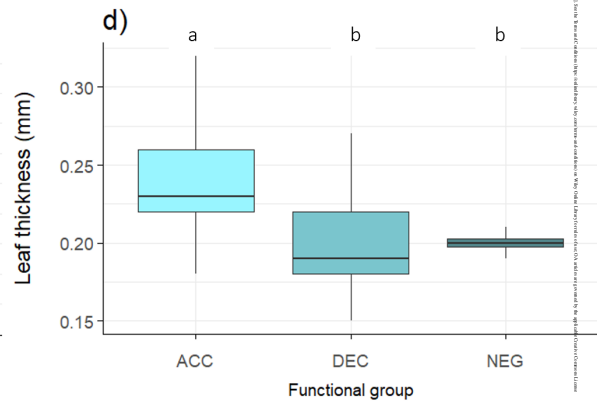 d)
a b b
Leaf thickness (mm)
0.30
0.25
0.20
0.15
ACC DEC NEG
Functional group